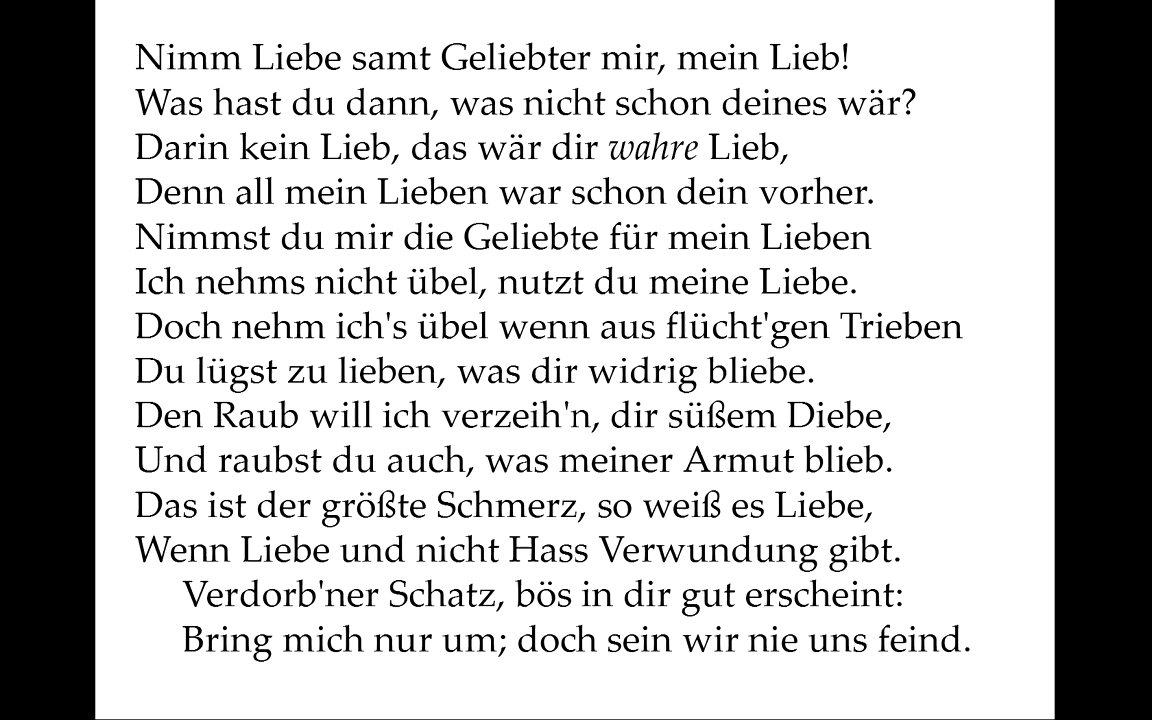 Nimm Liebe samt Geliebter mir, mein Lieb!
Was hast du dann, was nicht schon deines wär?
Darin kein Lieb, das wär dir wahre Lieb,
Denn all mein Lieben war schon dein vorher.
Nimmst du mir die Geliebte für mein Lieben
Ich nehms nicht übel, nutzt du meine Liebe.
Doch nehm ich's übel wenn aus flücht'gen Trieben
Du lügst zu lieben, was dir widrig bliebe.
Den Raub will ich verzeih'n, dir süßem Diebe,
Und raubst du auch, was meiner Armut blieb.
Das ist der größte Schmerz, so weiß es Liebe,
Wenn Liebe und nicht Hass Verwundung gibt.
Verdorb'ner Schatz, bös in dir gut erscheint:
Bring mich nur um; doch sein wir nie uns feind.